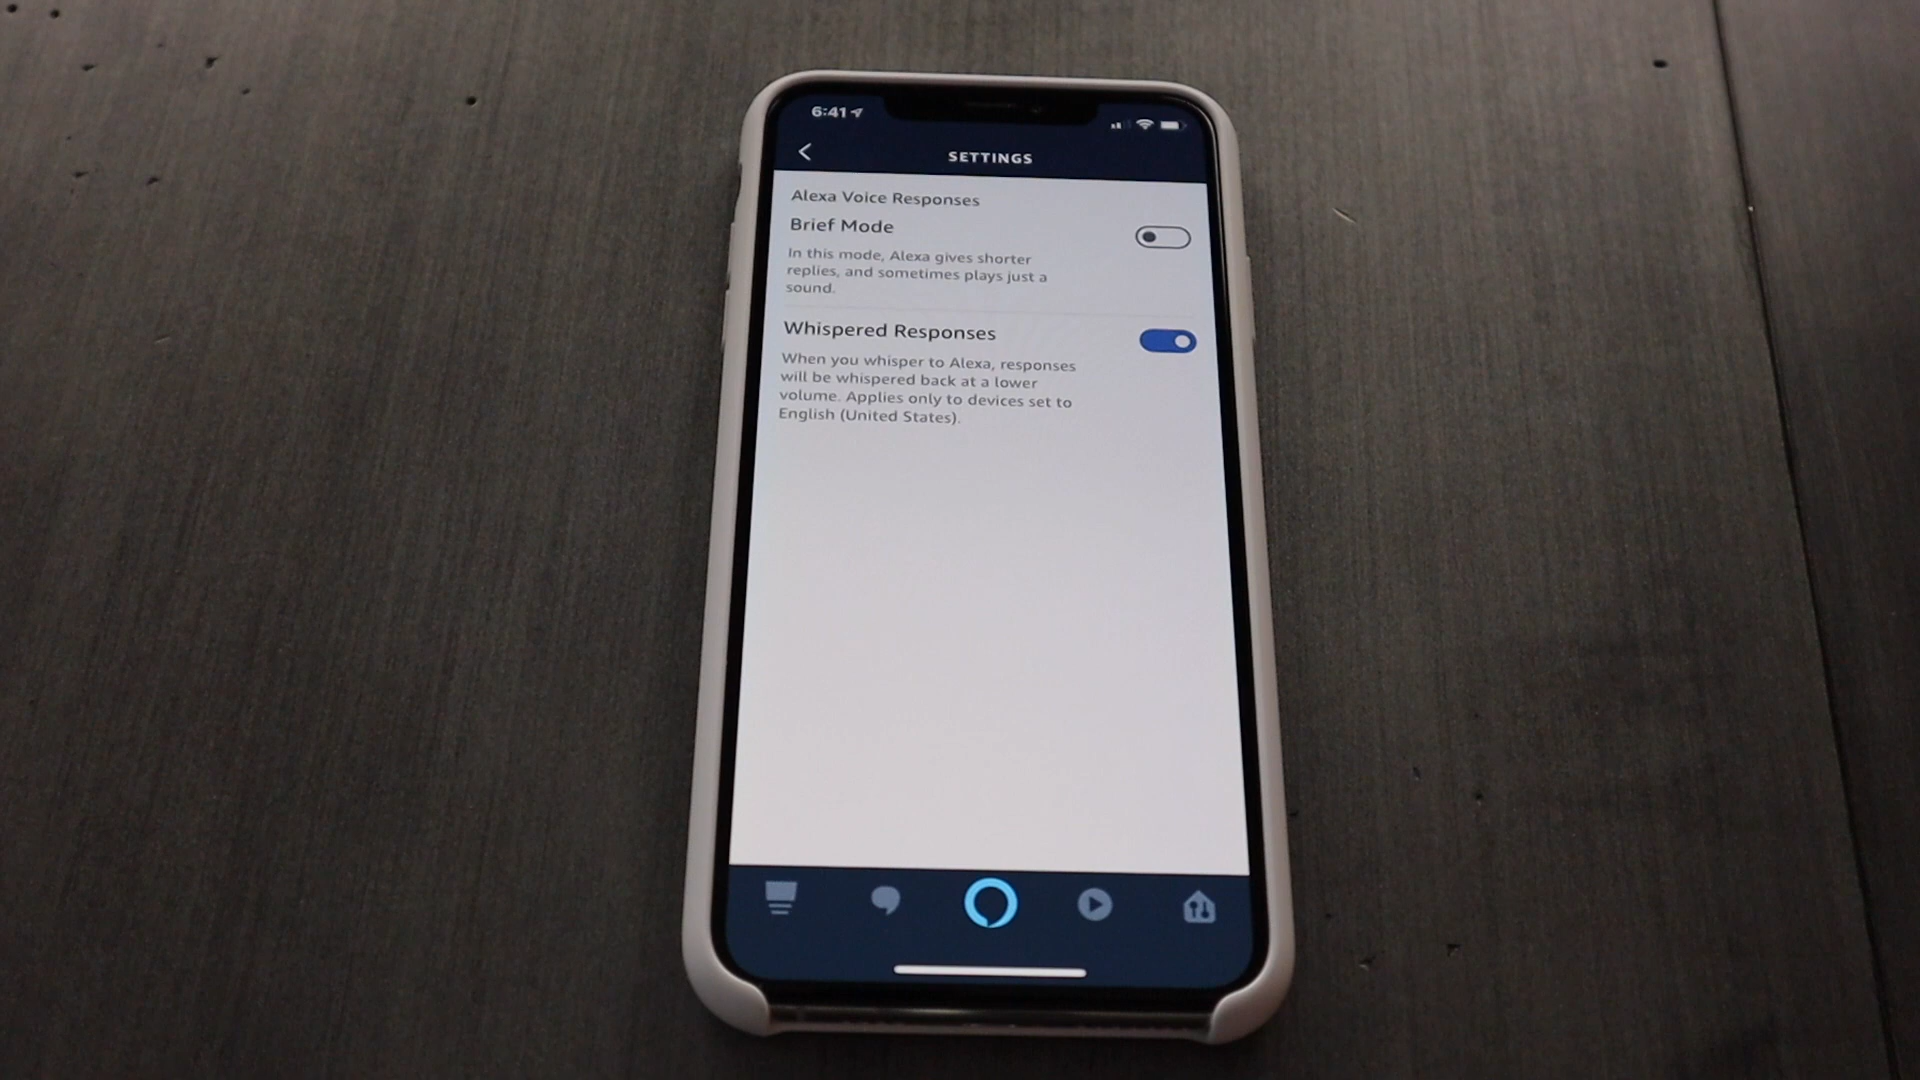 6:41
SETTINGS
Alexa Voice Responses
Brief Mode
In this mode, Alexa gives shorter
replies, and sometimes plays just a
sound.
Whispered Responses
When you whisper to Alexa, responses
will be whispered back at a lower
volume. Applies only to devices set to
English (United States).